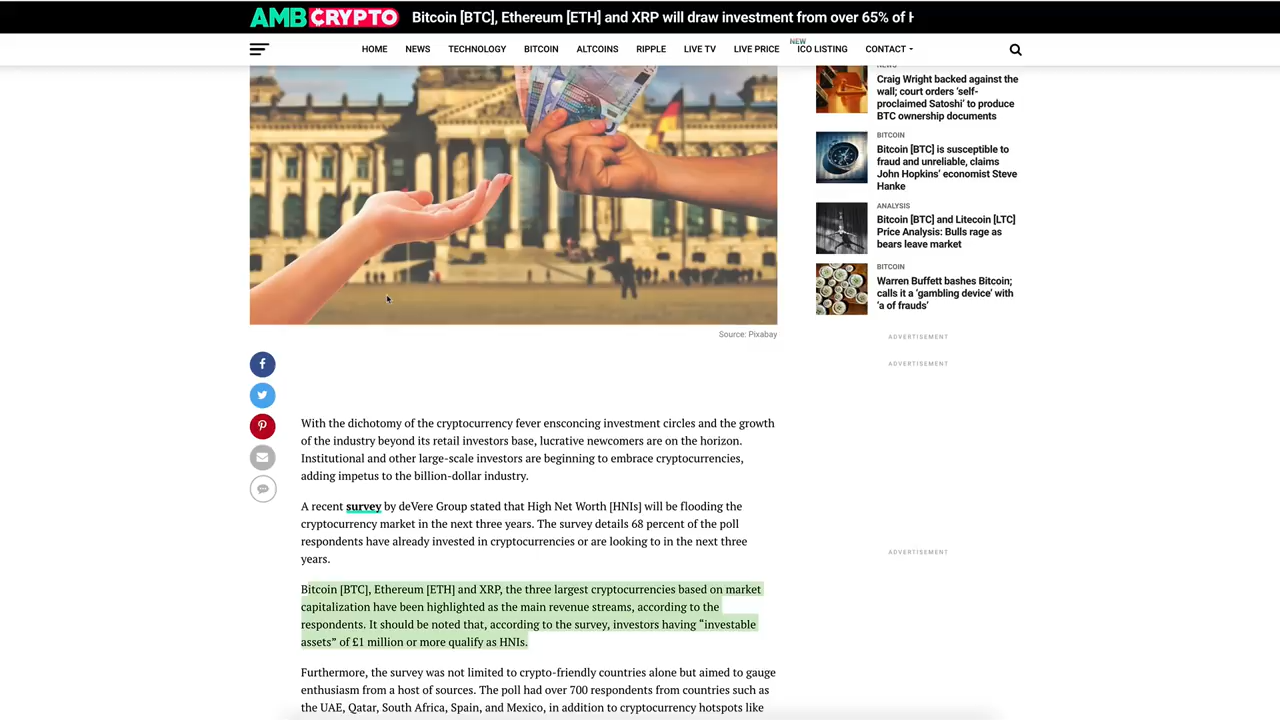 AMBCRYPTO
Bitcoin [BTC], Ethereum [ETH] and XRP will draw investment from over 65% of
HOME NEWS TECHNOLOGY BITCOIN ALTCOINS RIPPLE LIVE TV LIVE PRICE NEW ICO LISTING CONTACT
NEWS
Craig Wright backed against the
wall; court orders ‘self-
proclaimed Satoshi’ to produce
BTC ownership documents
BITCOIN
Bitcoin [BTC] is susceptible to
fraud and unreliable, claims
John Hopkins’ economist Steve
Hanke
ANALYSIS
Bitcoin [BTC] and Litecoin [LTC]
Price Analysis: Bulls rage as
bears leave market
BITCOIN
Warren Buffett bashes Bitcoin;
calls it a ‘gambling device’ with
‘a of frauds’
ADVERTISEMENT
ADVERTISEMENT
ADVERTISEMENT
Source: Pixabay
With the dichotomy of the cryptocurrency fever ensconcing investment circles and the growth
of the industry beyond its retail investors base, lucrative newcomers are on the horizon.
Institutional and other large-scale investors are beginning to embrace cryptocurrencies,
adding impetus to the billion-dollar industry.
A recent survey by deVere Group stated that High Net Worth [HNIs] will be flooding the
cryptocurrency market in the next three years. The survey details 68 percent of the poll
respondents have already invested in cryptocurrencies or are looking to in the next three
years.
Bitcoin [BTC], Ethereum [ETH] and XRP, the three largest cryptocurrencies based on market
capitalization have been highlighted as the main revenue streams, according to the
respondents. It should be noted that, according to the survey, investors having “investable
assets” of £1 million or more qualify as HNIs.
Furthermore, the survey was not limited to crypto-friendly countries alone but aimed to gauge
enthusiasm from a host of sources. The poll had over 700 respondents from countries such as
the UAE, Qatar, South Africa, Spain, and Mexico, in addition to cryptocurrency hotspots like